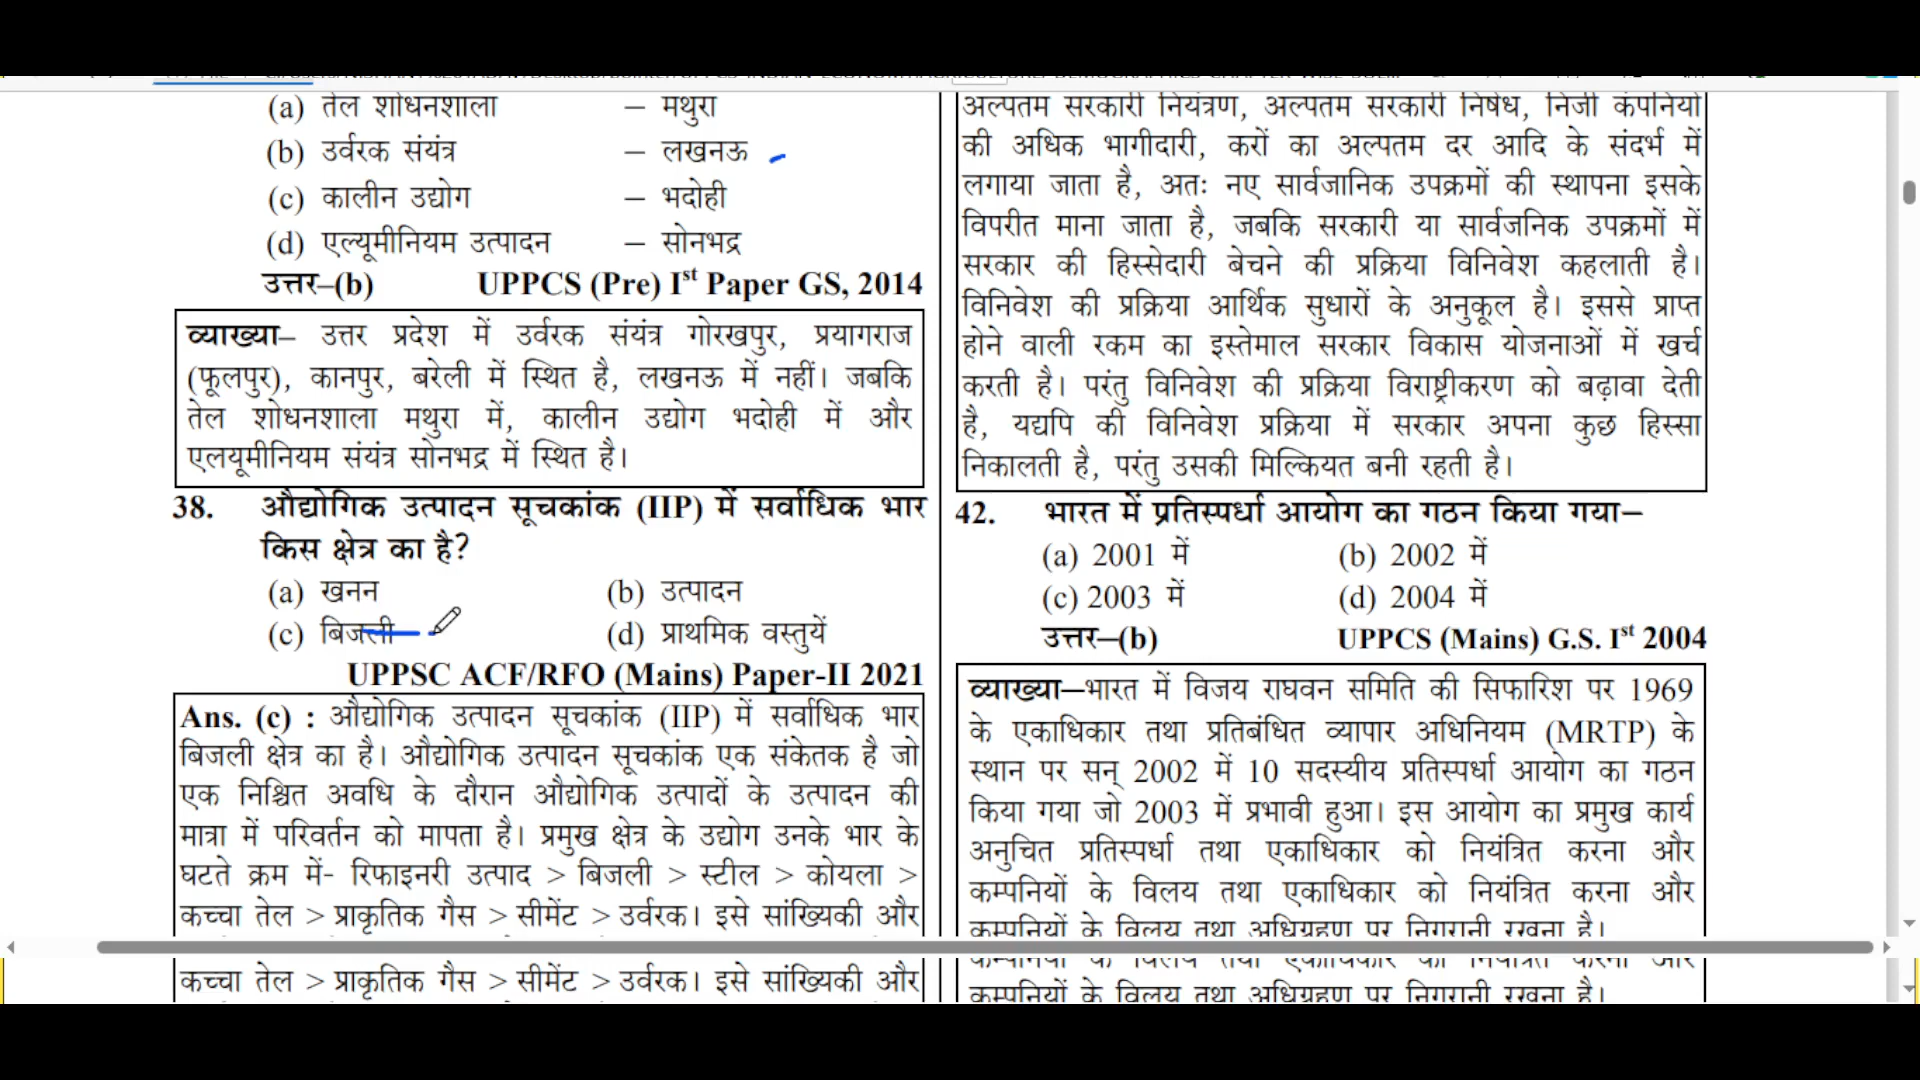 (a) तेल शोधनशाला – मथुरा
(b) उर्वरक संयंत्र – लखनऊ
(c) कालीन उद्योग – भदोही
(d) एल्यूमीनियम उत्पादन – सोनभद्र
उत्तर–(b) UPPCS (Pre) Ist Paper GS, 2014
व्याख्या– उत्तर प्रदेश में उर्वरक संयंत्र गोरखपुर, प्रयागराज
(फूलपुर), कानपुर, बरेली में स्थित है, लखनऊ में नहीं। जबकि
तेल शोधनशाला मथुरा में, कालीन उद्योग भदोही में और
एलयूमीनियम संयंत्र सोनभद्र में स्थित है।
38. औद्योगिक उत्पादन सूचकांक (IIP) में सर्वाधिक भार
किस क्षेत्र का है?
(a) खनन (b) उत्पादन
(c) बिजली (d) प्राथमिक वस्तुयें
UPPSC ACF/RFO (Mains) Paper-II 2021
Ans. (c) : औद्योगिक उत्पादन सूचकांक (IIP) में सर्वाधिक भार
बिजली क्षेत्र का है। औद्योगिक उत्पादन सूचकांक एक संकेतक है जो
एक निश्चित अवधि के दौरान औद्योगिक उत्पादों के उत्पादन की
मात्रा में परिवर्तन को मापता है। प्रमुख क्षेत्र के उद्योग उनके भार के
घटते क्रम में- रिफाइनरी उत्पाद > बिजली > स्टील > कोयला >
कच्चा तेल > प्राकृतिक गैस > सीमेंट > उर्वरक। इसे सांख्यिकी और
कच्चा तेल > प्राकृतिक गैस > सीमेंट > उर्वरक। इसे सांख्यिकी और
अल्पतम सरकारी नियंत्रण, अल्पतम सरकारी निषेध, निजी कंपनियों
की अधिक भागीदारी, करों का अल्पतम दर आदि के संदर्भ में
लगाया जाता है, अतः नए सार्वजानिक उपक्रमों की स्थापना इसके
विपरीत माना जाता है, जबकि सरकारी या सार्वजनिक उपक्रमों में
सरकार की हिस्सेदारी बेचने की प्रक्रिया विनिवेश कहलाती है।
विनिवेश की प्रक्रिया आर्थिक सुधारों के अनुकूल है। इससे प्राप्त
होने वाली रकम का इस्तेमाल सरकार विकास योजनाओं में खर्च
करती है। परंतु विनिवेश की प्रक्रिया विराष्ट्रीकरण को बढ़ावा देती
है, यद्यपि की विनिवेश प्रक्रिया में सरकार अपना कुछ हिस्सा
निकालती है, परंतु उसकी मिल्कियत बनी रहती है।
42. भारत में प्रतिस्पर्धा आयोग का गठन किया गया–
(a) 2001 में (b) 2002 में
(c) 2003 में (d) 2004 में
उत्तर–(b) UPPCS (Mains) G.S. Ist 2004
व्याख्या–भारत में विजय राघवन समिति की सिफारिश पर 1969
के एकाधिकार तथा प्रतिबंधित व्यापार अधिनियम (MRTP) के
स्थान पर सन् 2002 में 10 सदस्यीय प्रतिस्पर्धा आयोग का गठन
किया गया जो 2003 में प्रभावी हुआ। इस आयोग का प्रमुख कार्य
अनुचित प्रतिस्पर्धा तथा एकाधिकार को नियंत्रित करना और
कम्पनियों के विलय तथा एकाधिकार को नियंत्रित करना और
कम्पनियों के विलय तथा अधिग्रहण पर निगरानी रखना है।
कम्पनियों के विलय तथा एकाधिकार को नियंत्रित करना और
कम्पनियों के विलय तथा अधिग्रहण पर निगरानी रखना है।